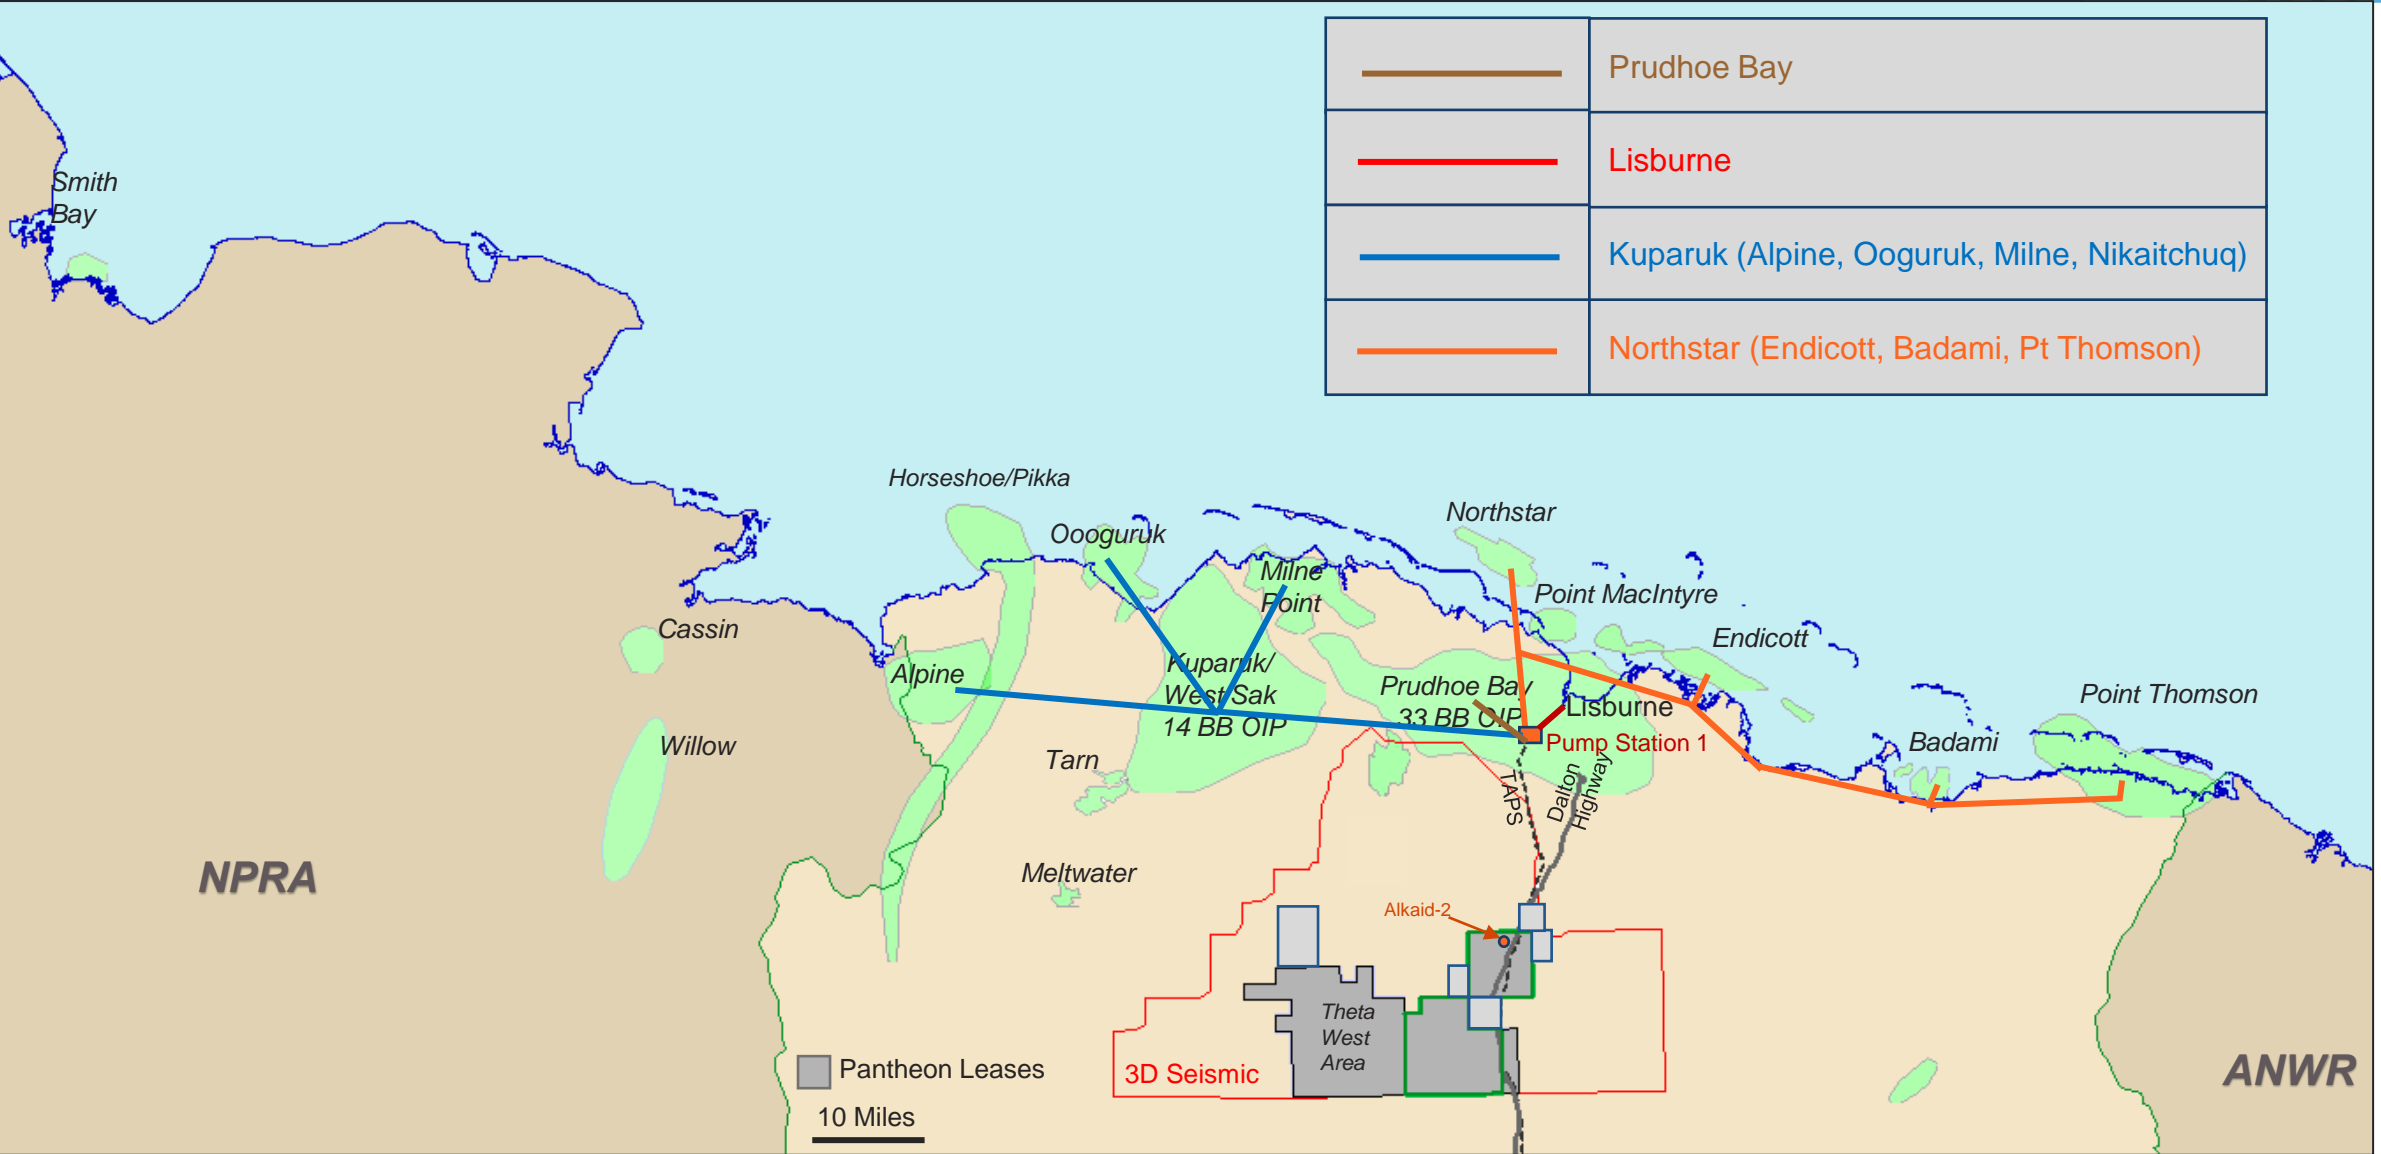 Prudhoe Bay
Lisburne
Kuparuk (Alpine, Ooguruk, Milne, Nikaitchuq)
Northstar (Endicott, Badami, Pt Thomson)
Smith
Bay
Horseshoe/Pikka
Oooguruk
Northstar
Milne
Point
Point MacIntyre
Cassin
Endicott
Alpine
Kuparuk/
West Sak
14 BB OIP
Prudhoe Bay
33 BB OIP
Lisburne
Point Thomson
Pump Station 1
Badami
Willow
Tarn
TAPS
Dalton
Highway
NPRA
Meltwater
Alkaid-2
Theta
West
Area
3D Seismic
Pantheon Leases
10 Miles
ANWR